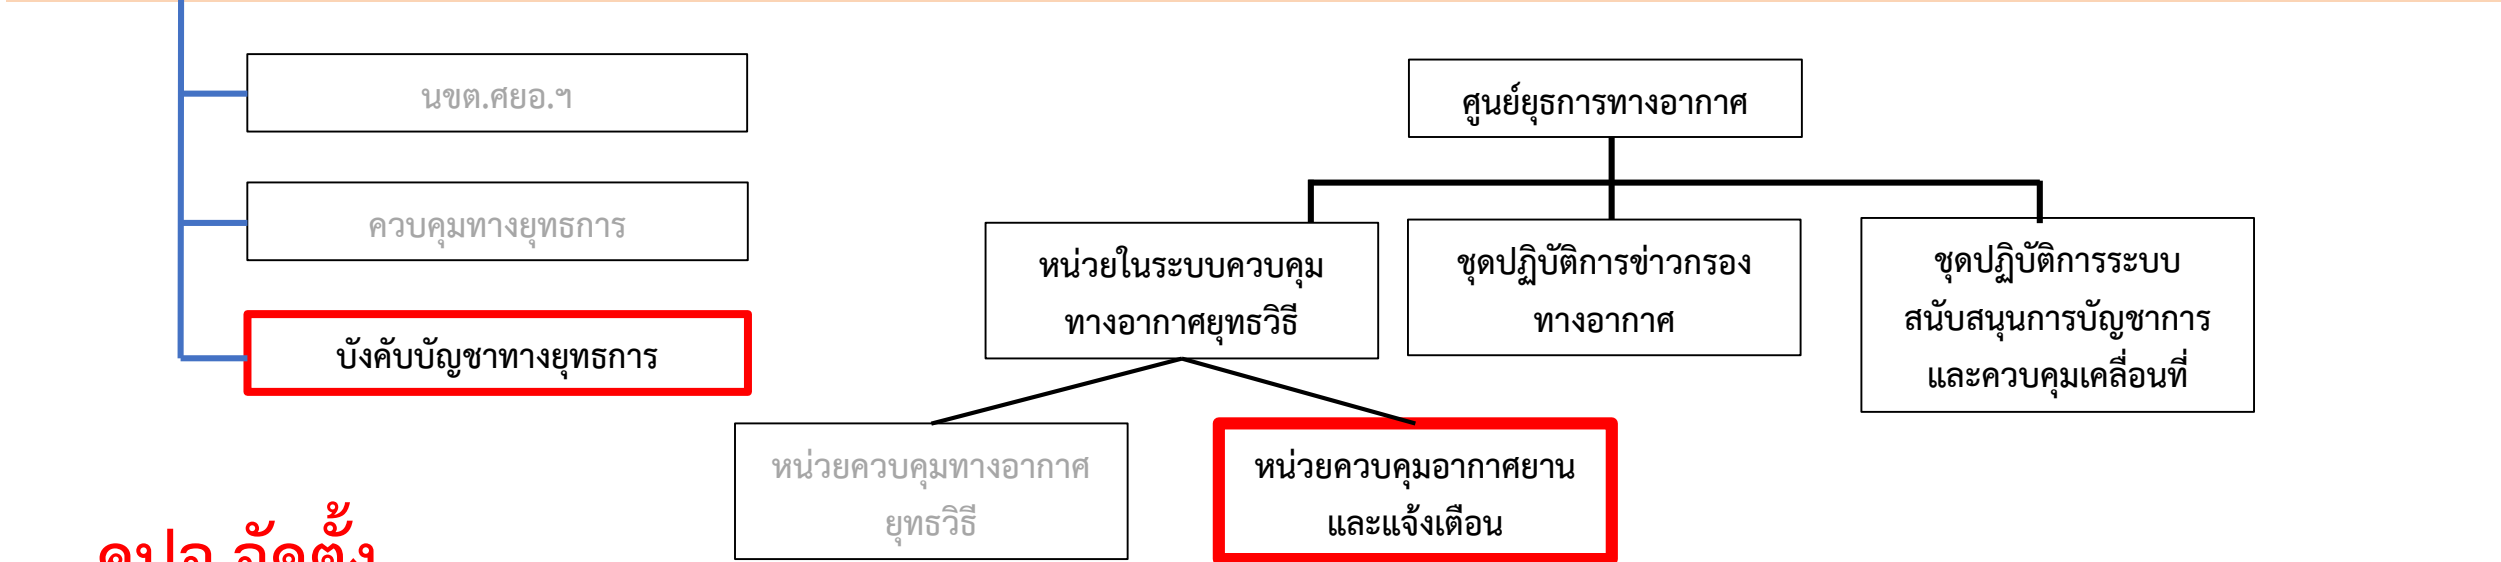 นขต.ศยอ.ฯ
ควบคุมทางยุทธการ
บังคับบัญชาทางยุทธการ
ศูนย์ยุธการทางอากาศ
หน่วยในระบบควบคุม
ทางอากาศยุทธวิธี
ชุดปฏิบัติการข่าวกรอง
ทางอากาศ
ชุดปฏิบัติการระบบ
สนับสนุนการบัญชาการ
และควบคุมเคลื่อนที่
หน่วยควบคุมทางอากาศ
ยุทธวิธี
หน่วยควบคุมอากาศยาน
และแจ้งเตือน